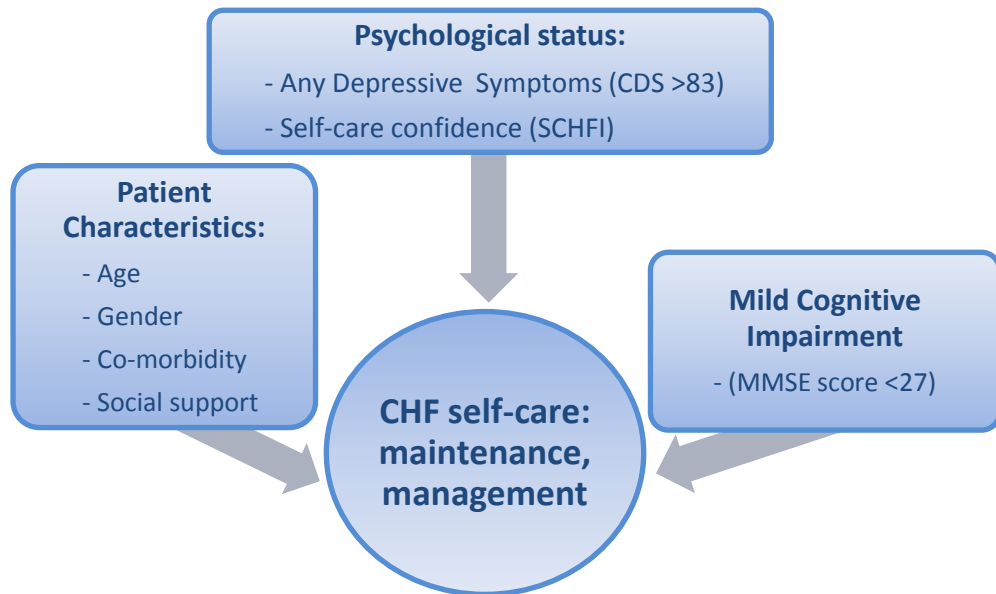 Psychological status:
- Any Depressive Symptoms (CDS >83)
- Self-care confidence (SCHFI)
Patient
Characteristics:
- Age
- Gender
- Co-morbidity
- Social support
Mild Cognitive
Impairment
- (MMSE score <27)
CHF self-care:
maintenance,
management